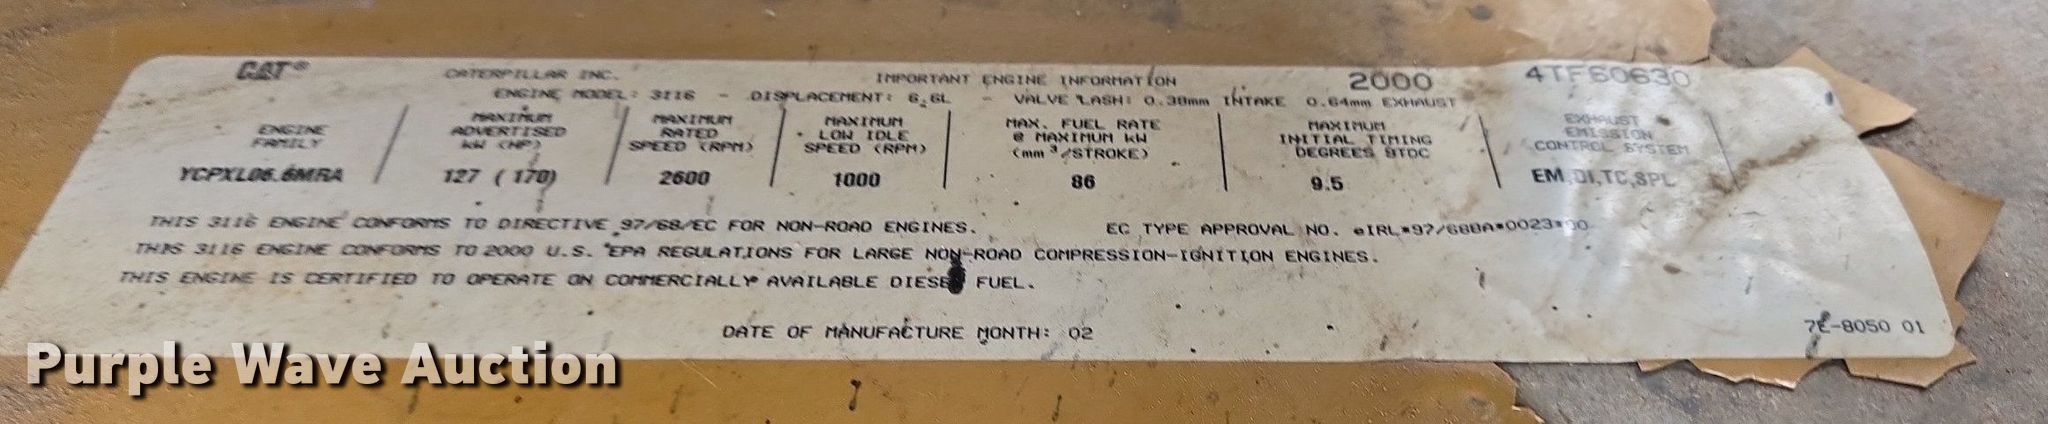 CAT® CATERPILLAR INC. IMPORTANT ENGINE INFORMATION 2000 4TF60630
ENGINE MODEL: 3116 - DISPLACEMENT: 6.6L - VALVE LASH: 0.38mm INTAKE 0.64mm EXHAUST
ENGINE FAMILY
YCPXL06.6MRA
MAXIMUM ADVERTISED kW (HP)
127 (170)
MAXIMUM RATED SPEED (RPM)
2600
MAXIMUM LOW IDLE SPEED (RPM)
1000
MAX. FUEL RATE @ MAXIMUM kW (mm³/STROKE)
86
MAXIMUM INITIAL TIMING DEGREES BTDC
9.5
EXHAUST EMISSION CONTROL SYSTEM
EM,DI,TC,SPL
THIS 3116 ENGINE CONFORMS TO DIRECTIVE 97/68/EC FOR NON-ROAD ENGINES. EC TYPE APPROVAL NO. eIRL*97/68BA*0023*00
THIS 3116 ENGINE CONFORMS TO 2000 U.S. EPA REGULATIONS FOR LARGE NON-ROAD COMPRESSION-IGNITION ENGINES.
THIS ENGINE IS CERTIFIED TO OPERATE ON COMMERCIALLY AVAILABLE DIESEL FUEL.
DATE OF MANUFACTURE MONTH: 02
7E-8050 01
Purple Wave Auction